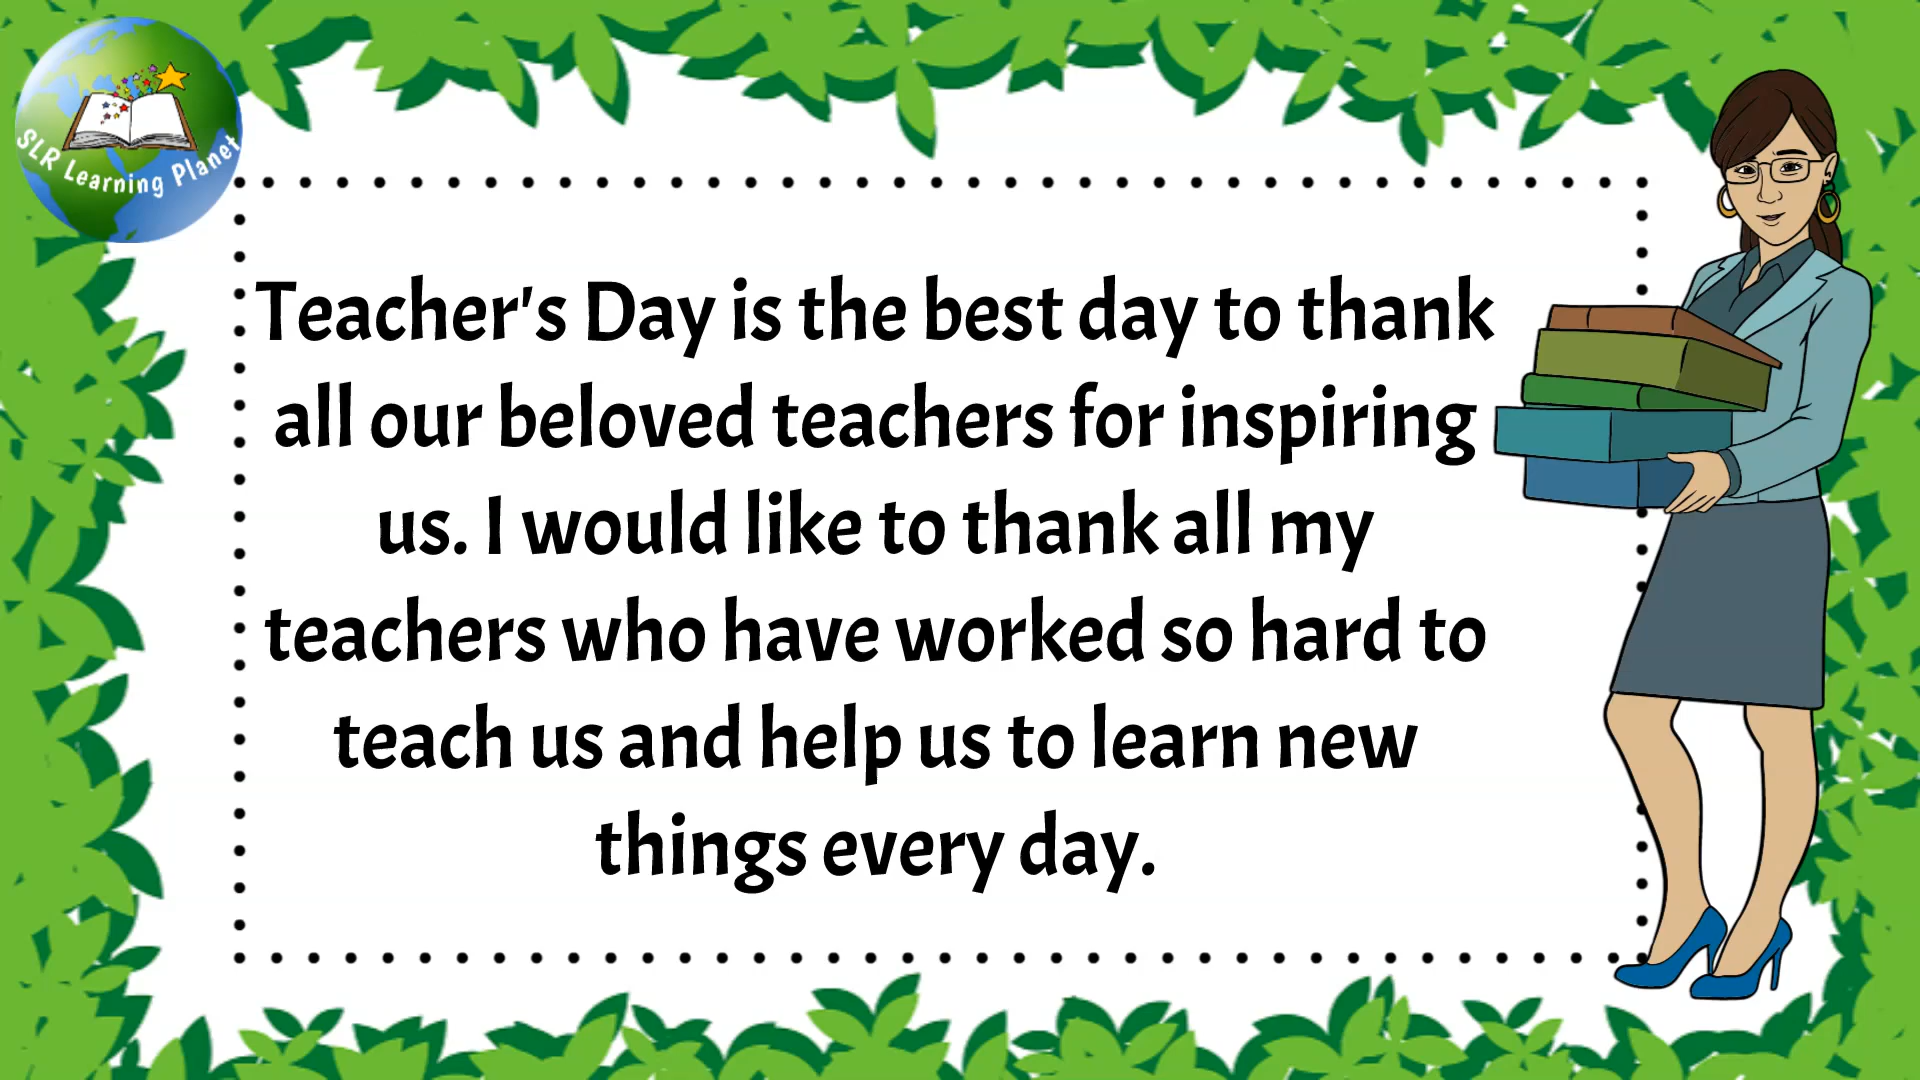 SLR Learning Planet
Teacher's Day is the best day to thank
all our beloved teachers for inspiring
us. I would like to thank all my
teachers who have worked so hard to
teach us and help us to learn new
things every day.